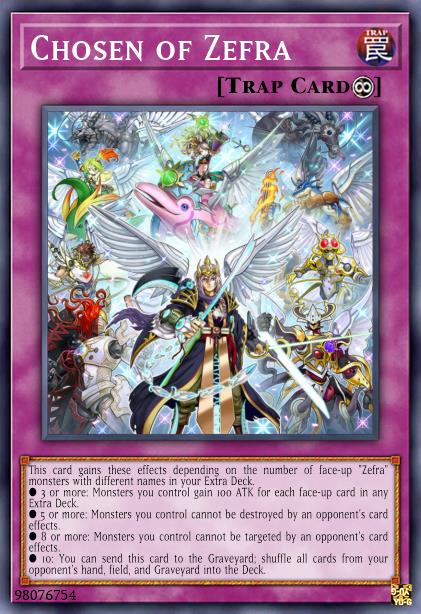 CHOSEN OF ZEFRA
TRAP
罠
[TRAP CARD♾]
This card gains these effects depending on the number of face-up "Zefra"
monsters with different names in your Extra Deck.
● 3 or more: Monsters you control gain 100 ATK for each face-up card in any
Extra Deck.
● 5 or more: Monsters you control cannot be destroyed by an opponent's card
effects.
● 8 or more: Monsters you control cannot be targeted by an opponent's card
effects.
● 10: You can send this card to the Graveyard; shuffle all cards from your
opponent's hand, field, and Graveyard into the Deck.
98076754